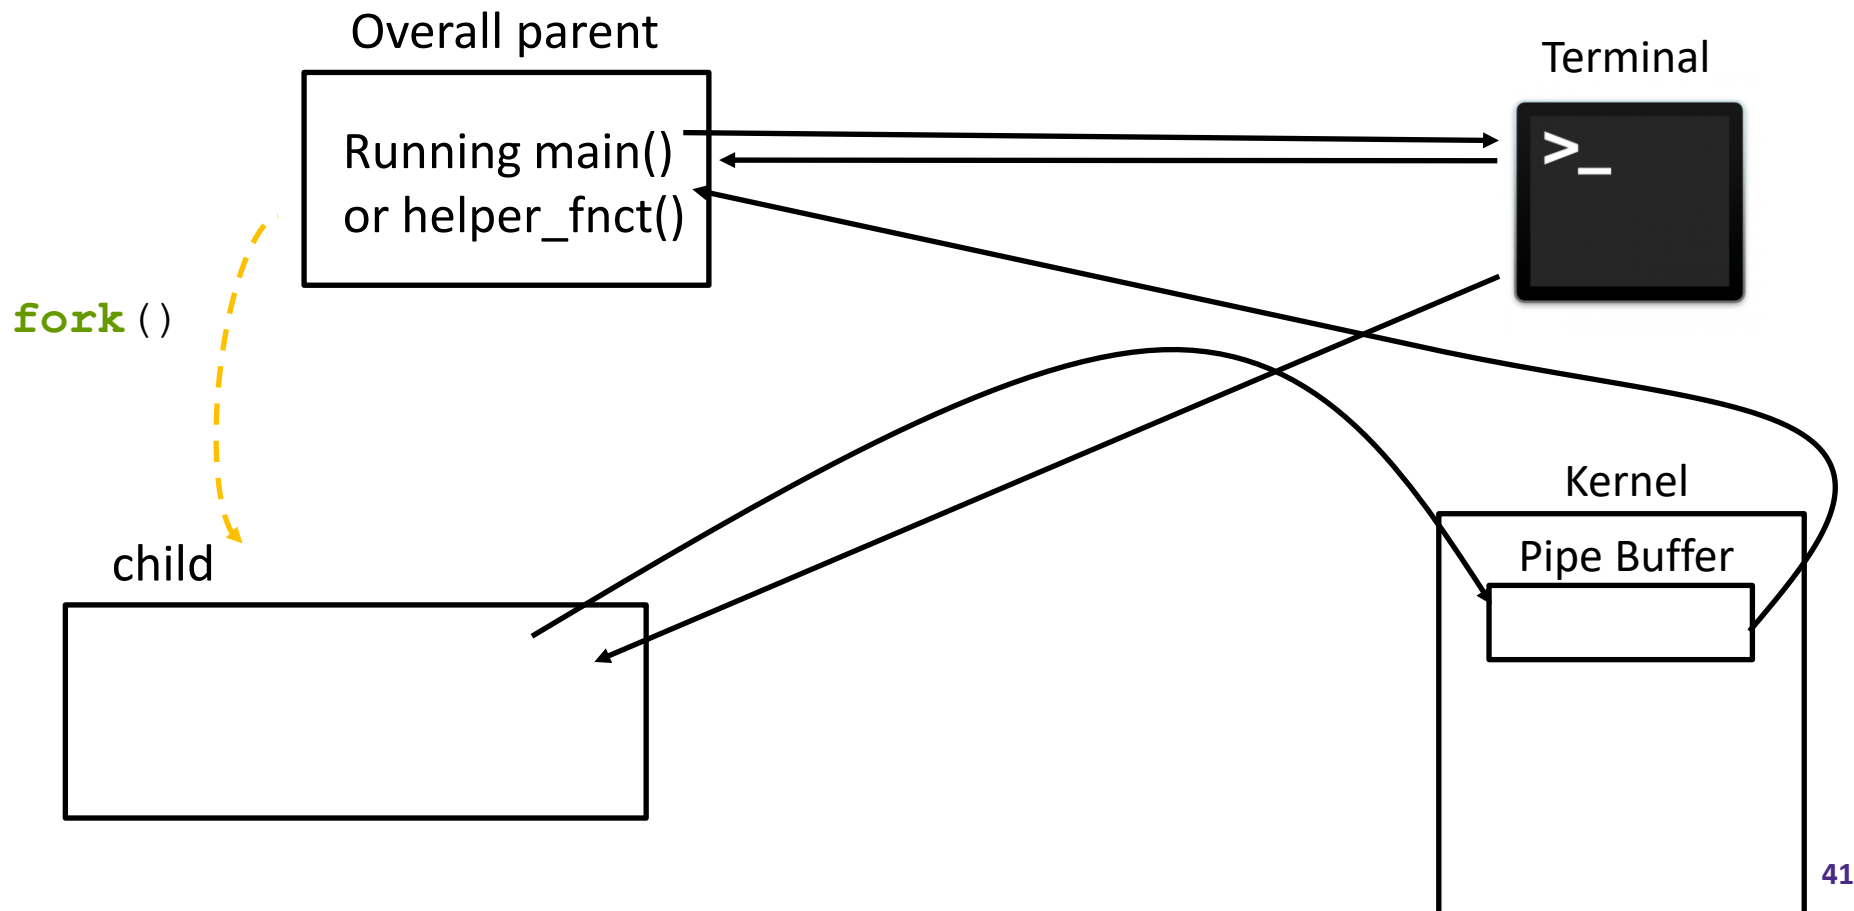 Overall parent
Terminal
Running main()
or helper_fnct()
>_
fork()
Kernel
Pipe Buffer
child
41